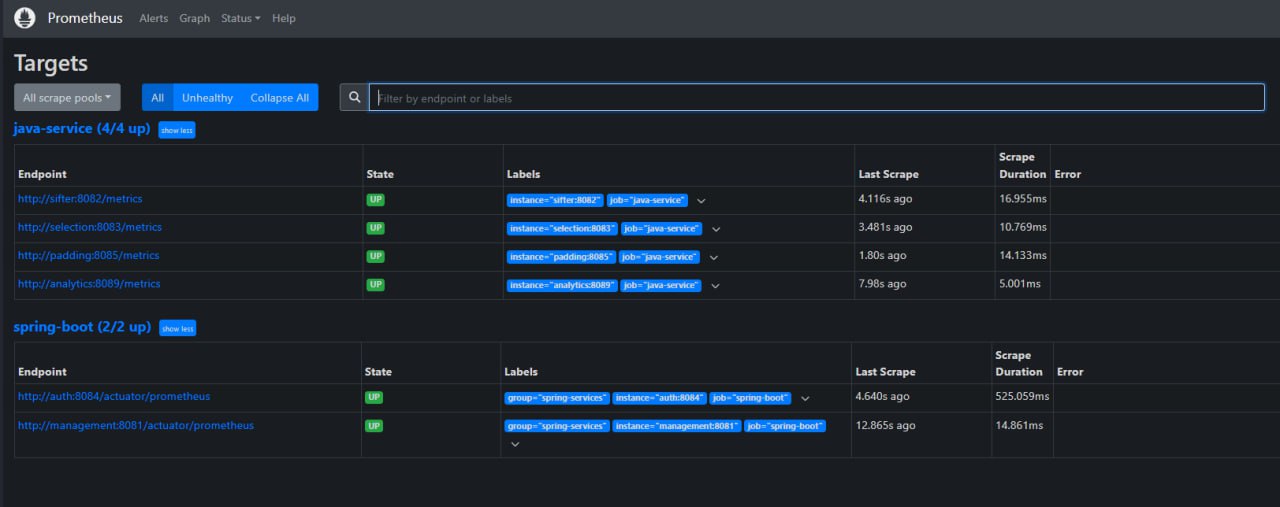 Prometheus Alerts Graph Status Help
Targets
All scrape pools All Unhealthy Collapse All Filter by endpoint or labels
java-service (4/4 up) show less
Endpoint State Labels Last Scrape Scrape Duration Error
http://sifter:8082/metrics UP instance="sifter:8082" job="java-service" 4.116s ago 16.955ms
http://selection:8083/metrics UP instance="selection:8083" job="java-service" 3.481s ago 10.769ms
http://padding:8085/metrics UP instance="padding:8085" job="java-service" 1.80s ago 14.133ms
http://analytics:8089/metrics UP instance="analytics:8089" job="java-service" 7.98s ago 5.001ms
spring-boot (2/2 up) show less
Endpoint State Labels Last Scrape Scrape Duration Error
http://auth:8084/actuator/prometheus UP group="spring-services" instance="auth:8084" job="spring-boot" 4.640s ago 525.059ms
http://management:8081/actuator/prometheus UP group="spring-services" instance="management:8081" job="spring-boot" 12.865s ago 14.861ms